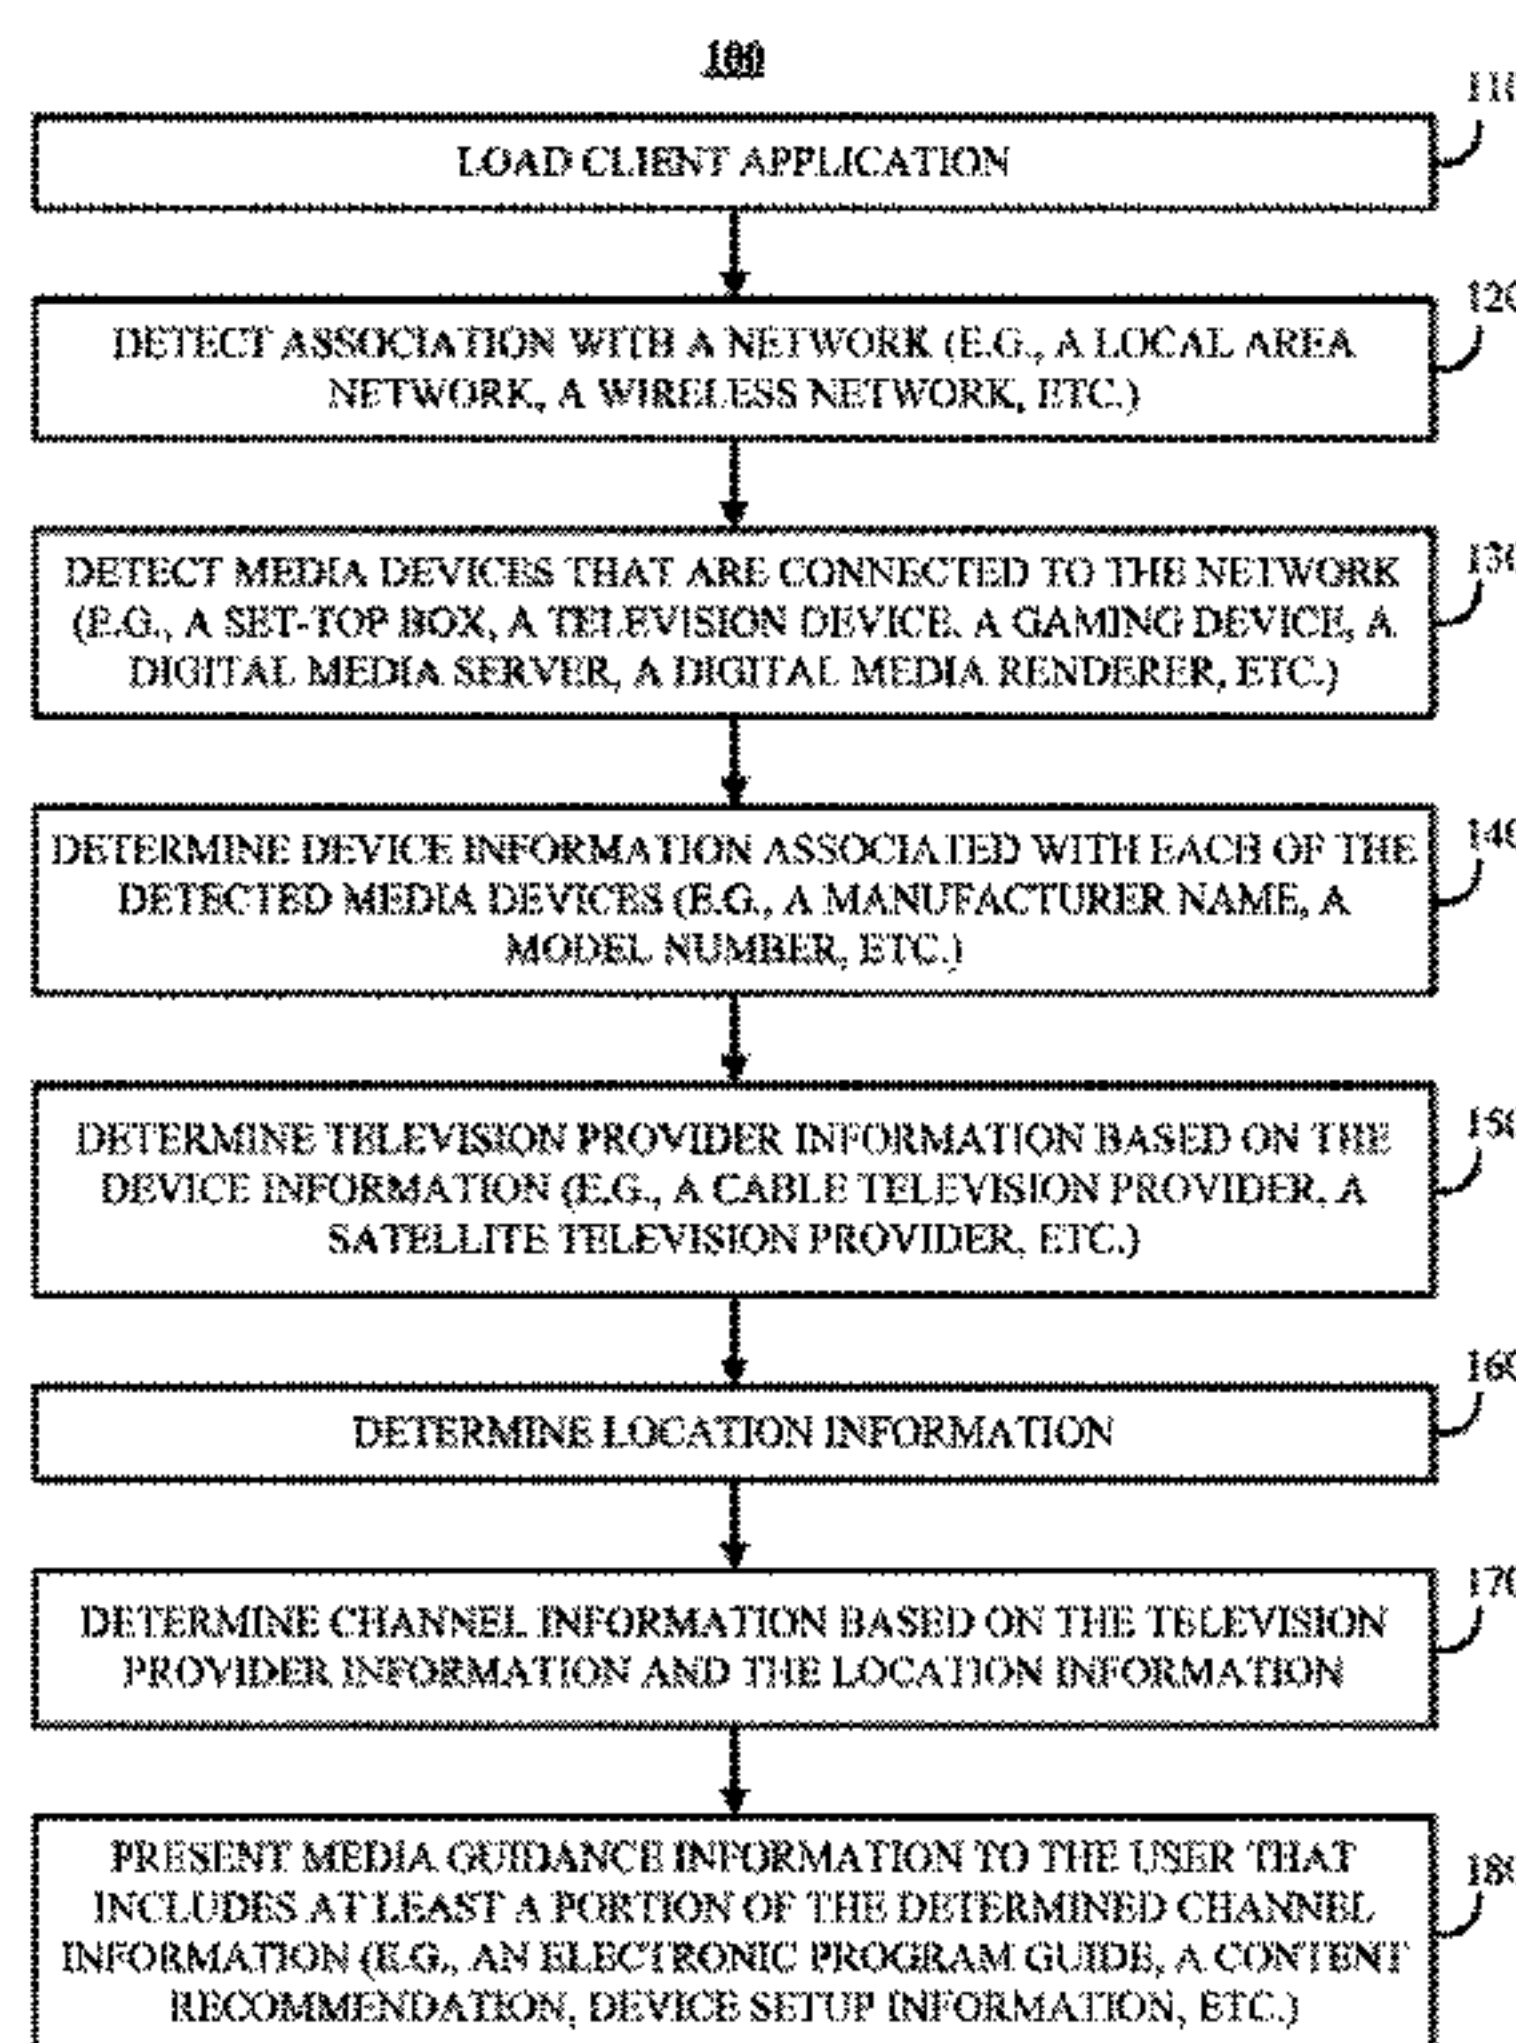 100
110
LOAD CLIENT APPLICATION
120
DETECT ASSOCIATION WITH A NETWORK (E.G., A LOCAL AREA
NETWORK, A WIRELESS NETWORK, ETC.)
130
DETECT MEDIA DEVICES THAT ARE CONNECTED TO THE NETWORK
(E.G., A SET-TOP BOX, A TELEVISION DEVICE, A GAMING DEVICE, A
DIGITAL MEDIA SERVER, A DIGITAL MEDIA RENDERER, ETC.)
140
DETERMINE DEVICE INFORMATION ASSOCIATED WITH EACH OF THE
DETECTED MEDIA DEVICES (E.G., A MANUFACTURER NAME, A
MODEL NUMBER, ETC.)
150
DETERMINE TELEVISION PROVIDER INFORMATION BASED ON THE
DEVICE INFORMATION (E.G., A CABLE TELEVISION PROVIDER, A
SATELLITE TELEVISION PROVIDER, ETC.)
160
DETERMINE LOCATION INFORMATION
170
DETERMINE CHANNEL INFORMATION BASED ON THE TELEVISION
PROVIDER INFORMATION AND THE LOCATION INFORMATION
180
PRESENT MEDIA GUIDANCE INFORMATION TO THE USER THAT
INCLUDES AT LEAST A PORTION OF THE DETERMINED CHANNEL
INFORMATION (E.G., AN ELECTRONIC PROGRAM GUIDE, A CONTENT
RECOMMENDATION, DEVICE SETUP INFORMATION, ETC.)